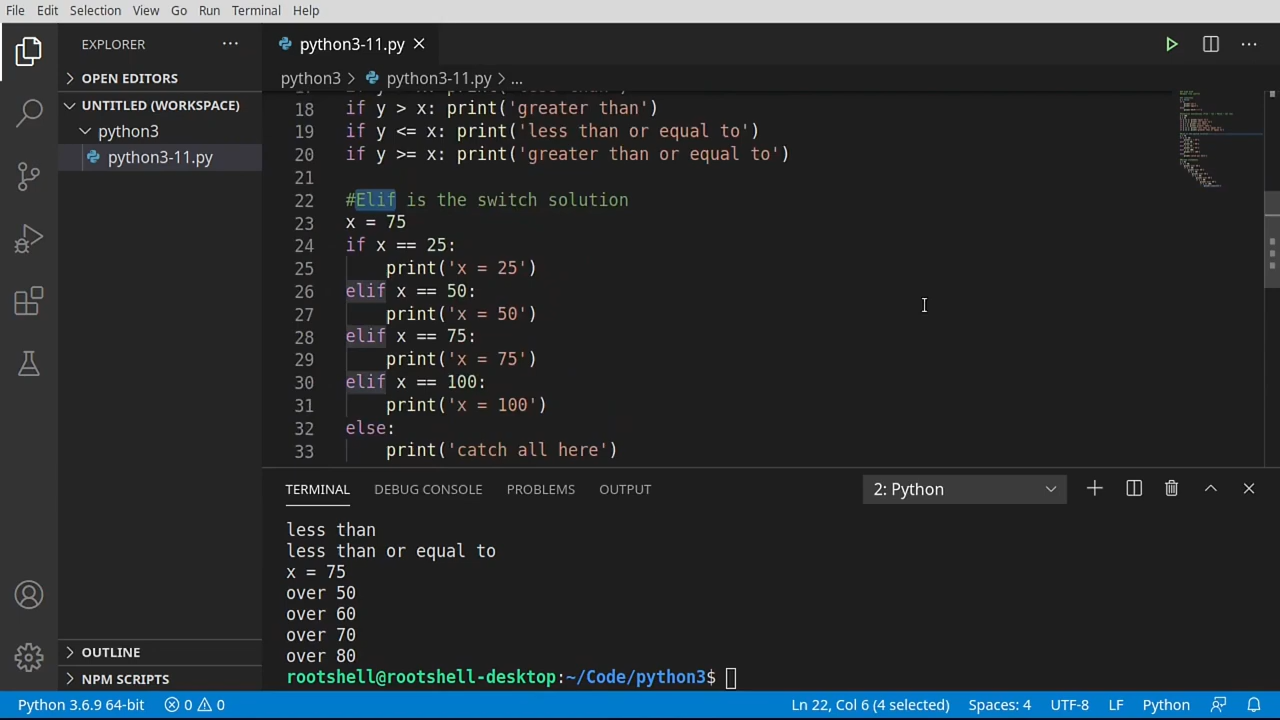 File Edit Selection View Go Run Terminal Help
EXPLORER
OPEN EDITORS
UNTITLED (WORKSPACE)
python3
python3-11.py
OUTLINE
NPM SCRIPTS
python3-11.py
python3 > python3-11.py > ...
18 if y > x: print('greater than')
19 if y <= x: print('less than or equal to')
20 if y >= x: print('greater than or equal to')
21
22 #Elif is the switch solution
23 x = 75
24 if x == 25:
25 print('x = 25')
26 elif x == 50:
27 print('x = 50')
28 elif x == 75:
29 print('x = 75')
30 elif x == 100:
31 print('x = 100')
32 else:
33 print('catch all here')
TERMINAL DEBUG CONSOLE PROBLEMS OUTPUT 2: Python
less than
less than or equal to
x = 75
over 50
over 60
over 70
over 80
rootshell@rootshell-desktop:~/Code/python3$
Python 3.6.9 64-bit 0 0 Ln 22, Col 6 (4 selected) Spaces: 4 UTF-8 LF Python